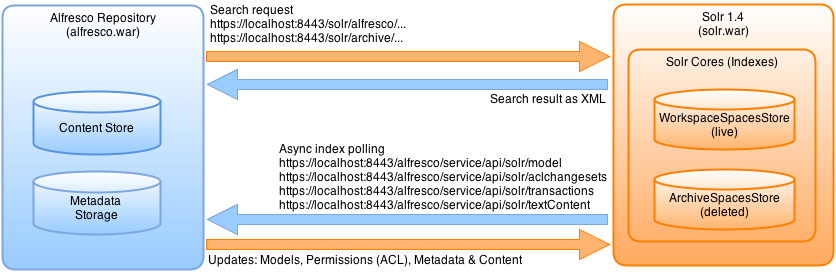 Alfresco Repository
(alfresco.war)
Content Store
Metadata
Storage
Search request
https://localhost:8443/solr/alfresco/...
https://localhost:8443/solr/archive/...
Search result as XML
Async index polling
https://localhost:8443/alfresco/service/api/solr/model
https://localhost:8443/alfresco/service/api/solr/aclchangesets
https://localhost:8443/alfresco/service/api/solr/transactions
https://localhost:8443/alfresco/service/api/solr/textContent
Updates: Models, Permissions (ACL), Metadata & Content
Solr 1.4
(solr.war)
Solr Cores (Indexes)
WorkspaceSpacesStore
(live)
ArchiveSpacesStore
(deleted)